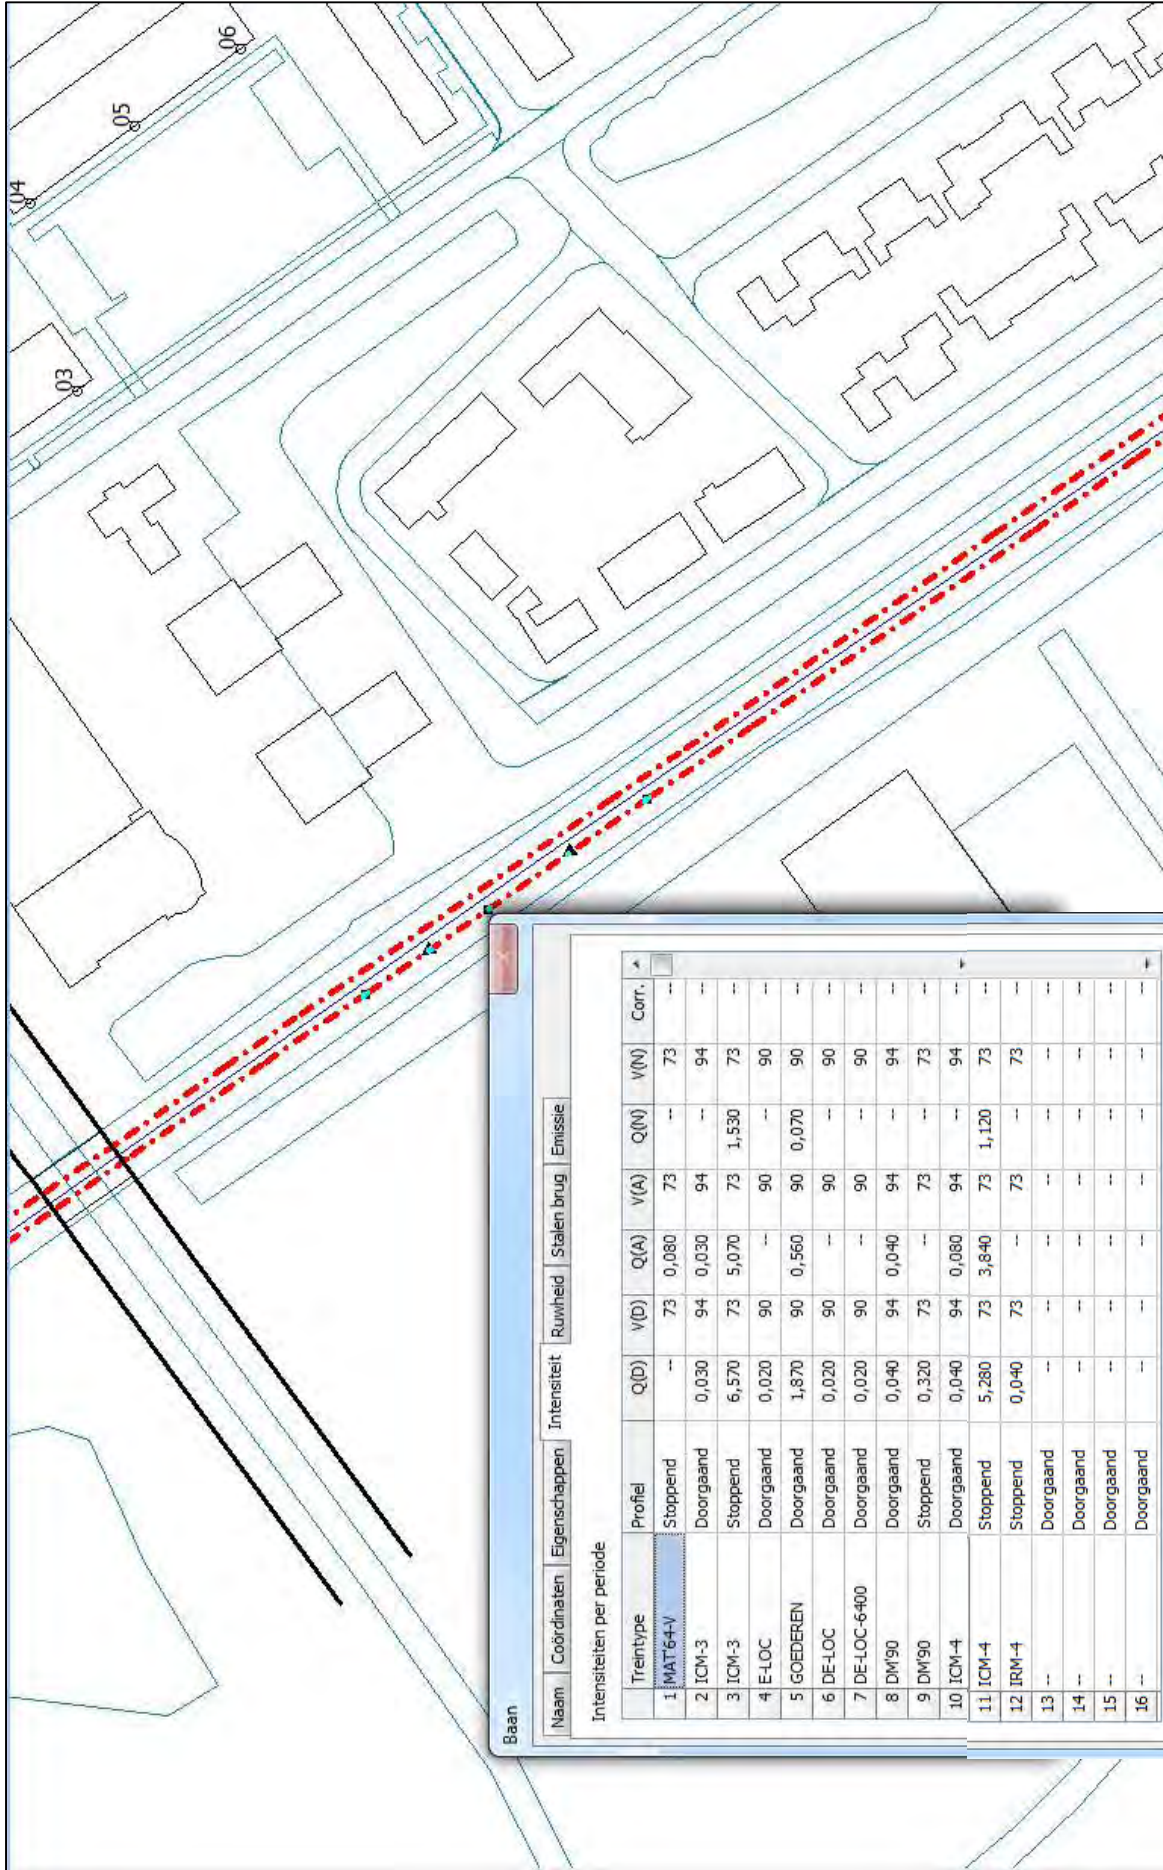 04
05
06
03
Baan
Naam Coördinaten Eigenschappen Intensiteit Ruwheid Stalen brug Emissie
Intensiteiten per periode
Treintype Profiel Q(D) V(D) Q(A) V(A) Q(N) V(N) Corr.
1 MAT'64-V Stoppend -- 73 0,080 73 -- 73 --
2 ICM-3 Doorgaand 0,030 94 0,030 94 -- 94 --
3 ICM-3 Stoppend 6,570 73 5,070 73 1,530 73 --
4 E-LOC Doorgaand 0,020 90 -- 90 -- 90 --
5 GOEDEREN Doorgaand 1,870 90 0,560 90 0,070 90 --
6 DE-LOC Doorgaand 0,020 90 -- 90 -- 90 --
7 DE-LOC-6400 Doorgaand 0,020 90 -- 90 -- 90 --
8 DM'90 Doorgaand 0,040 94 0,040 94 -- 94 --
9 DM'90 Stoppend 0,320 73 -- 73 -- 73 --
10 ICM-4 Doorgaand 0,040 94 0,080 94 -- 94 --
11 ICM-4 Stoppend 5,280 73 3,840 73 1,120 73 --
12 IRM-4 Stoppend 0,040 73 -- 73 -- 73 --
13 -- Doorgaand -- -- -- -- -- -- --
14 -- Doorgaand -- -- -- -- -- -- --
15 -- Doorgaand -- -- -- -- -- -- --
16 -- Doorgaand -- -- -- -- -- -- --